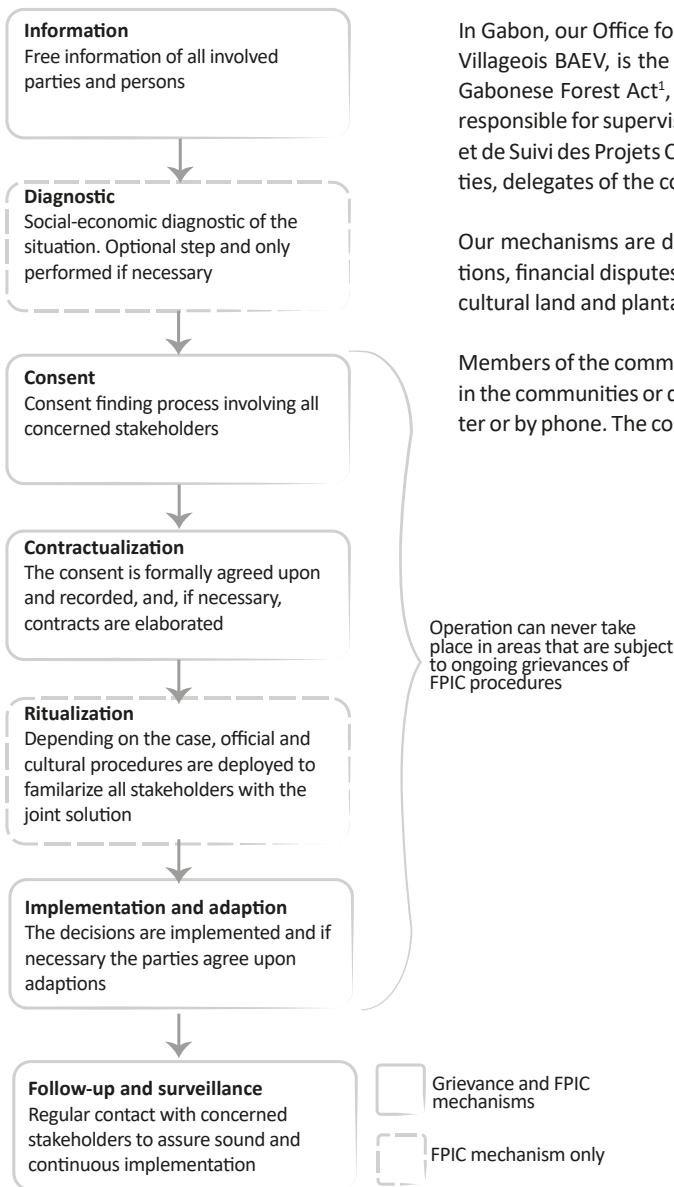 Information
Free information of all involved
parties and persons
Diagnostic
Social-economic diagnostic of the
situation. Optional step and only
performed if necessary
Consent
Consent finding process involving all
concerned stakeholders
Contractualization
The consent is formally agreed upon
and recorded, and, if necessary,
contracts are elaborated
Ritualization
Depending on the case, official and
cultural procedures are deployed to
familarize all stakeholders with the
joint solution
Implementation and adaption
The decisions are implemented and if
necessary the parties agree upon
adaptions
Follow-up and surveillance
Regular contact with concerned
stakeholders to assure sound and
continuous implementation
Operation can never take
place in areas that are subject
to ongoing grievances of
FPIC procedures
Grievance and FPIC
mechanisms
FPIC mechanism only
In Gabon, our Office fo
Villageois BAEV, is the
Gabonese Forest Act¹,
responsible for supervis
et de Suivi des Projets C
ties, delegates of the co
Our mechanisms are d
tions, financial disputes
cultural land and planta
Members of the comm
in the communities or d
ter or by phone. The co